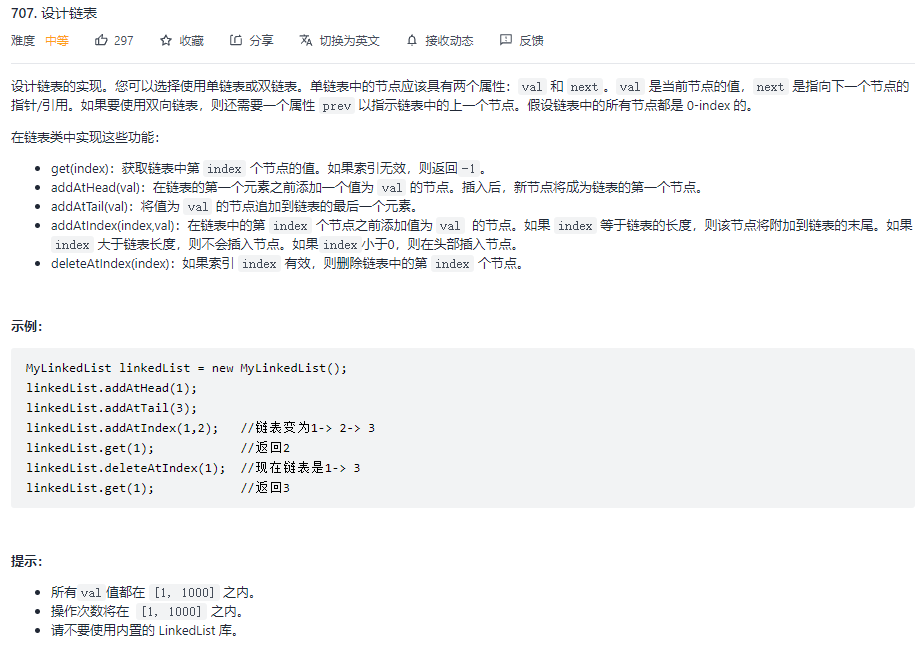 707. 设计链表
难度 中等 297 收藏 分享 切换为英文 接收动态 反馈
设计链表的实现。您可以选择使用单链表或双链表。单链表中的节点应该具有两个属性：val 和 next。val 是当前节点的值，next 是指向下一个节点的
指针/引用。如果要使用双向链表，则还需要一个属性 prev 以指示链表中的上一个节点。假设链表中的所有节点都是 0-index 的。
在链表类中实现这些功能：
• get(index)：获取链表中第 index 个节点的值。如果索引无效，则返回-1。
• addAtHead(val)：在链表的第一个元素之前添加一个值为 val 的节点。插入后，新节点将成为链表的第一个节点。
• addAtTail(val)：将值为 val 的节点追加到链表的最后一个元素。
• addAtIndex(index,val)：在链表中的第 index 个节点之前添加值为 val 的节点。如果 index 等于链表的长度，则该节点将附加到链表的末尾。如果
index 大于链表长度，则不会插入节点。如果 index 小于0，则在头部插入节点。
• deleteAtIndex(index)：如果索引 index 有效，则删除链表中的第 index 个节点。
示例：
MyLinkedList linkedList = new MyLinkedList();
linkedList.addAtHead(1);
linkedList.addAtTail(3);
linkedList.addAtIndex(1,2); //链表变为1-> 2-> 3
linkedList.get(1); //返回2
linkedList.deleteAtIndex(1); //现在链表是1-> 3
linkedList.get(1); //返回3
提示：
• 所有 val 值都在 [1, 1000] 之内。
• 操作次数将在 [1, 1000] 之内。
• 请不要使用内置的 LinkedList 库。